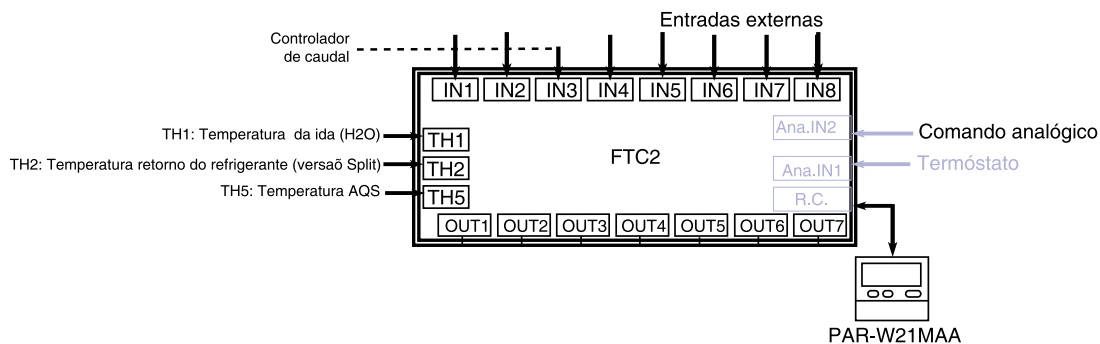 Entradas externas
Controlador
de caudal
IN1 IN2 IN3 IN4 IN5 IN6 IN7 IN8
TH1: Temperatura da ida (H2O)
TH1
Ana.IN2
Comando analógico
TH2: Temperatura retorno do refrigerante (versaõ Split)
TH2
FTC2
Ana.IN1
Termóstato
TH5: Temperatura AQS
TH5
R.C.
OUT1 OUT2 OUT3 OUT4 OUT5 OUT6 OUT7
PAR-W21MAA